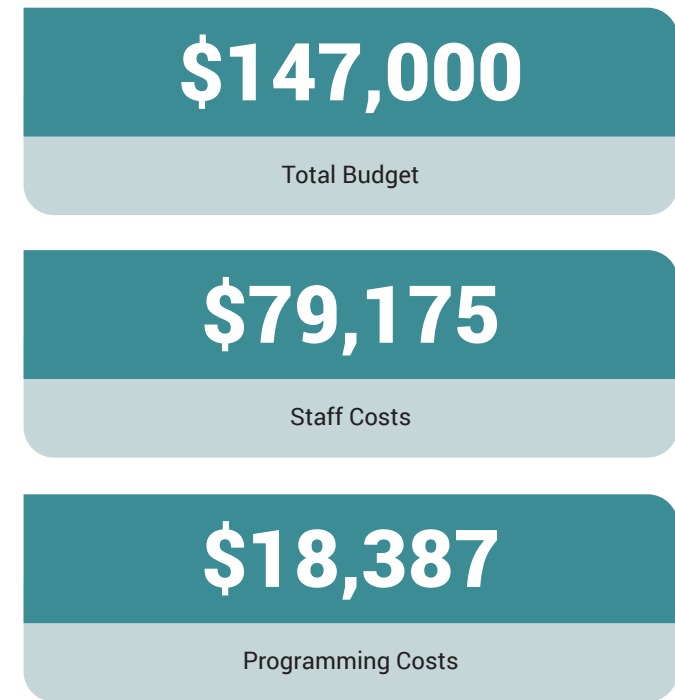 $147,000
Total Budget
$79,175
Staff Costs
$18,387
Programming Costs